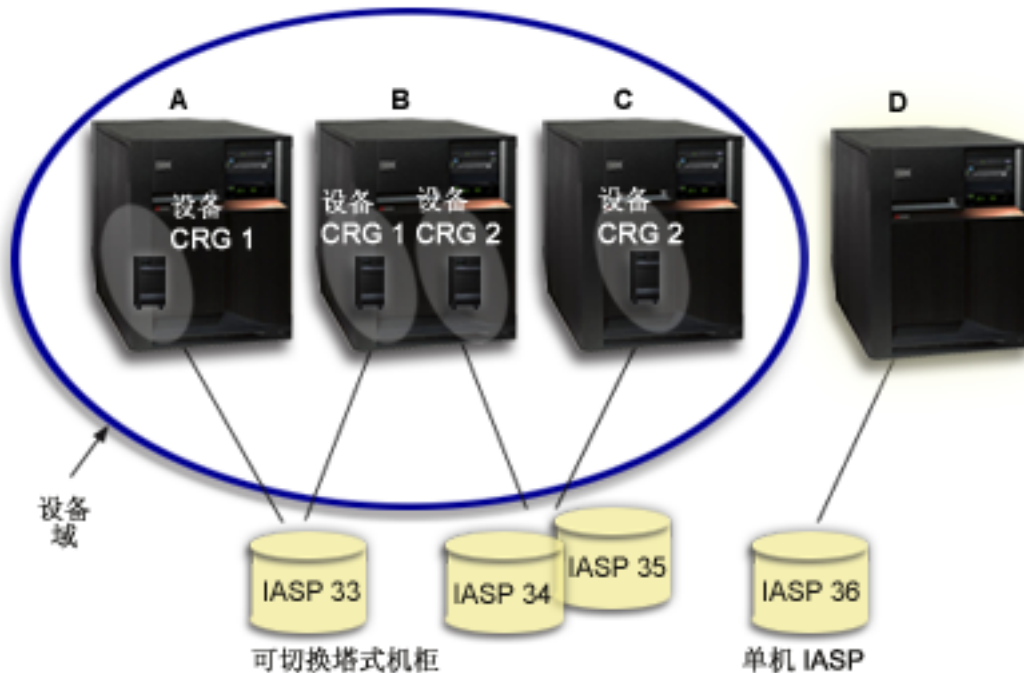 A
B
C
D
设备
CRG 1
设备
CRG 1
设备
CRG 2
设备
CRG 2
设备
域
IASP 33
IASP 34
IASP 35
IASP 36
可切换塔式机柜
单机 IASP